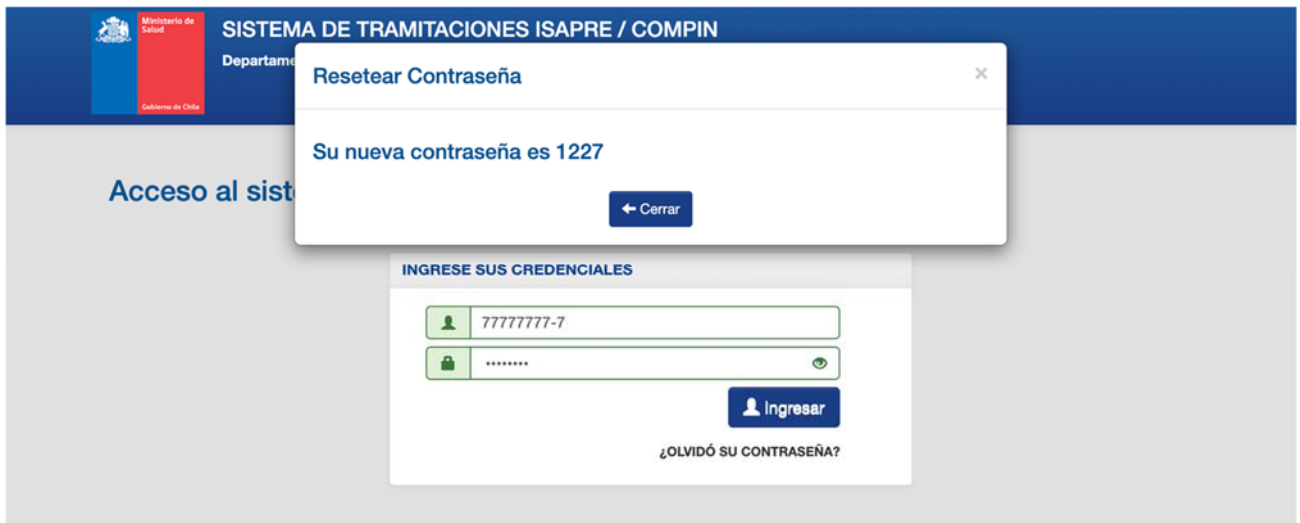 Ministerio de
Salud
Gobierno de Chile
SISTEMA DE TRAMITACIONES ISAPRE / COMPIN
Departame
Resetear Contraseña
×
Su nueva contraseña es 1227
Cerrar
Acceso al sist
INGRESE SUS CREDENCIALES
77777777-7
••••••••
Ingresar
¿OLVIDÓ SU CONTRASEÑA?